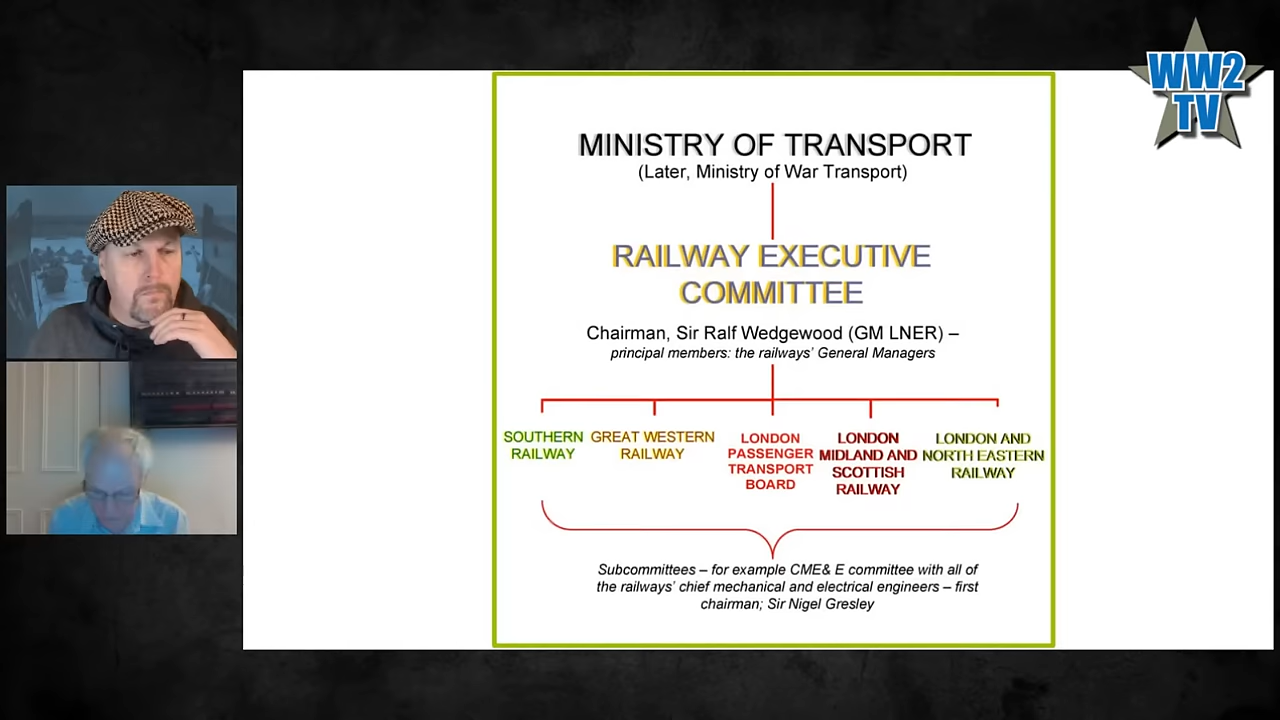 WW2
TV
MINISTRY OF TRANSPORT
(Later, Ministry of War Transport)
RAILWAY EXECUTIVE
COMMITTEE
Chairman, Sir Ralf Wedgewood (GM LNER) –
principal members: the railways' General Managers
SOUTHERN
RAILWAY
GREAT WESTERN
RAILWAY
LONDON
PASSENGER
TRANSPORT
BOARD
LONDON
MIDLAND AND
SCOTTISH
RAILWAY
LONDON AND
NORTH EASTERN
RAILWAY
Subcommittees – for example CME& E committee with all of
the railways' chief mechanical and electrical engineers – first
chairman; Sir Nigel Gresley